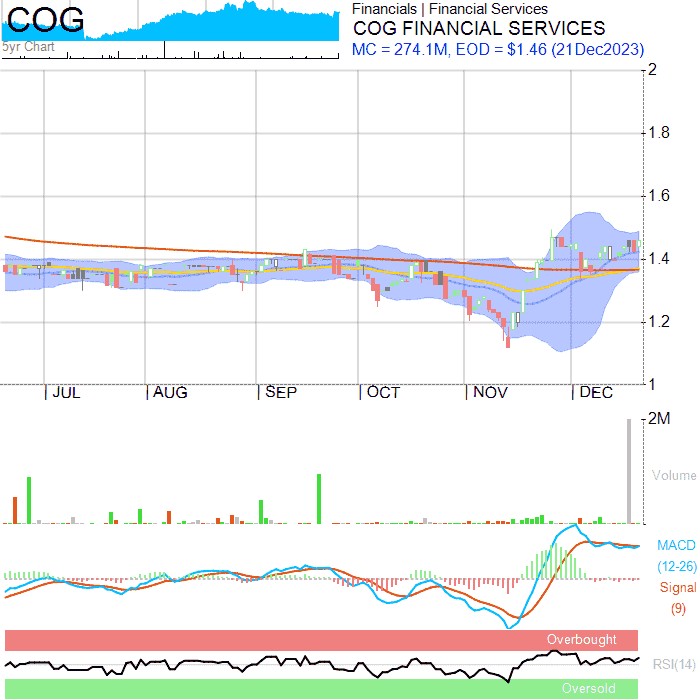 COG
Financials | Financial Services
COG FINANCIAL SERVICES
5yr Chart
MC = 274.1M, EOD = $1.46 (21Dec2023)
2
1.8
1.6
1.4
1.2
1
JUL AUG SEP OCT NOV DEC
2M
Volume
MACD
(12-26)
Signal
(9)
Overbought
RSI(14)
Oversold